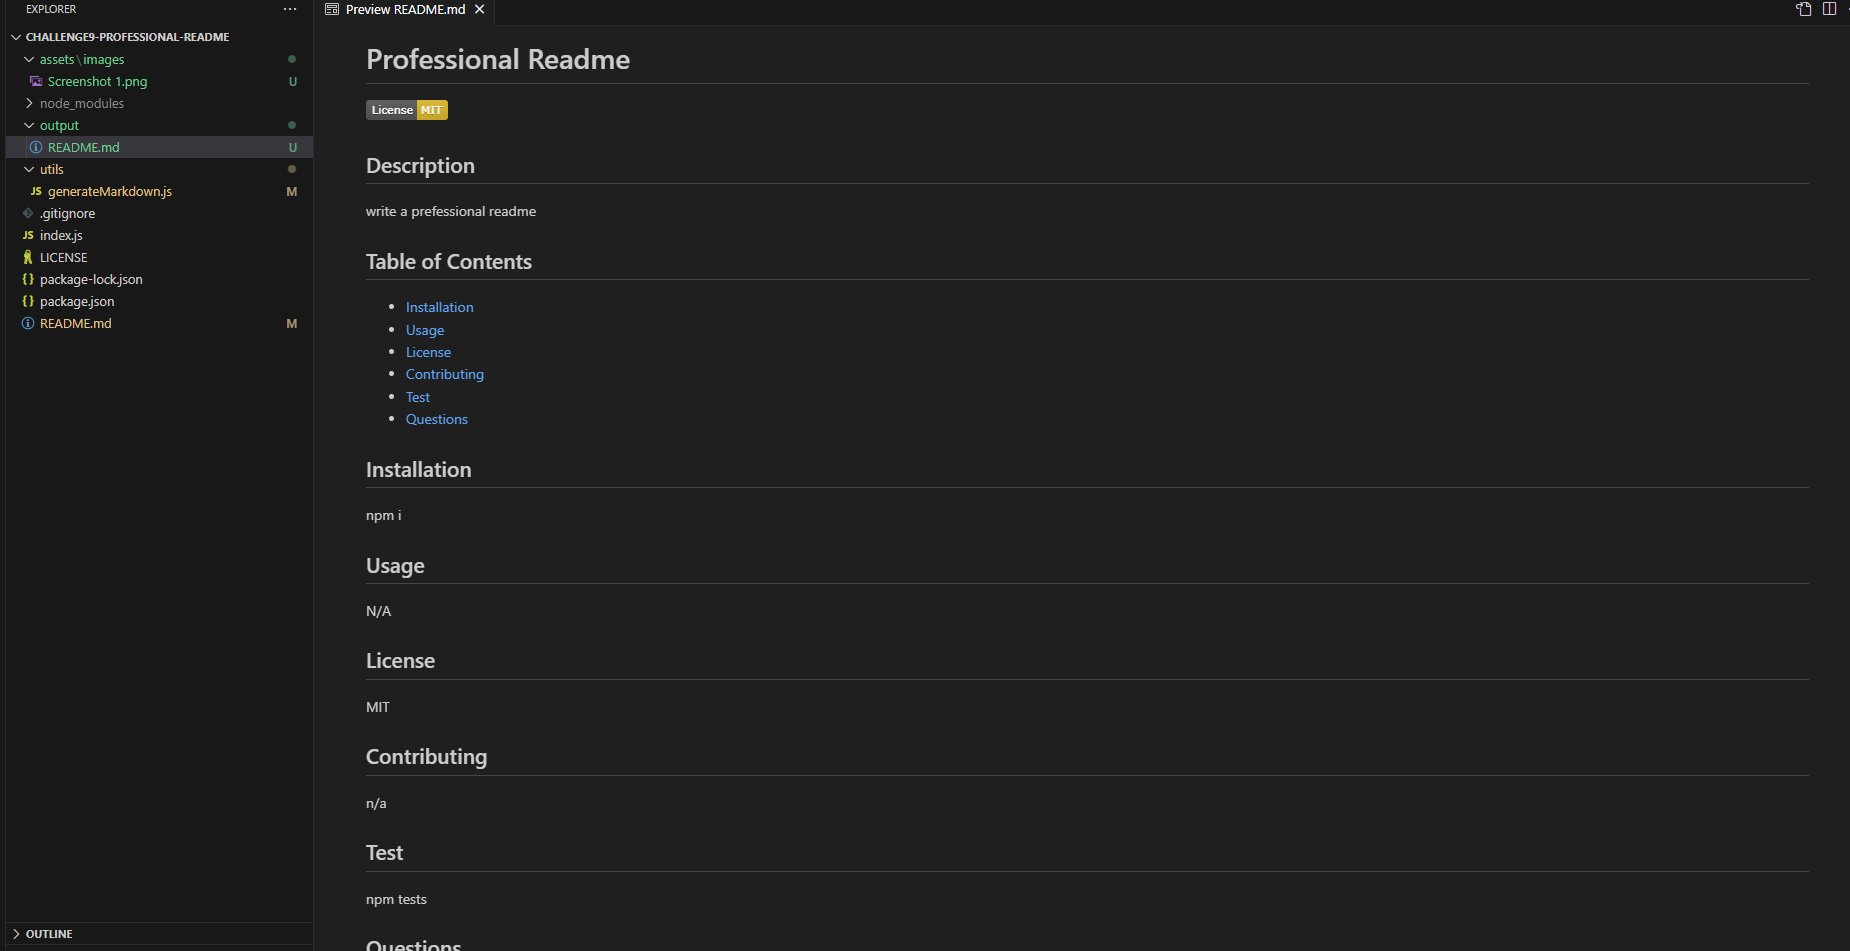 EXPLORER
CHALLENGE9-PROFESSIONAL-README
assets\images
Screenshot 1.png U
node_modules
output
README.md U
utils
JS generateMarkdown.js M
.gitignore
JS index.js
LICENSE
{} package-lock.json
{} package.json
README.md M
OUTLINE
Preview README.md
Professional Readme
License MIT
Description
write a prefessional readme
Table of Contents
Installation
Usage
License
Contributing
Test
Questions
Installation
npm i
Usage
N/A
License
MIT
Contributing
n/a
Test
npm tests
Questions